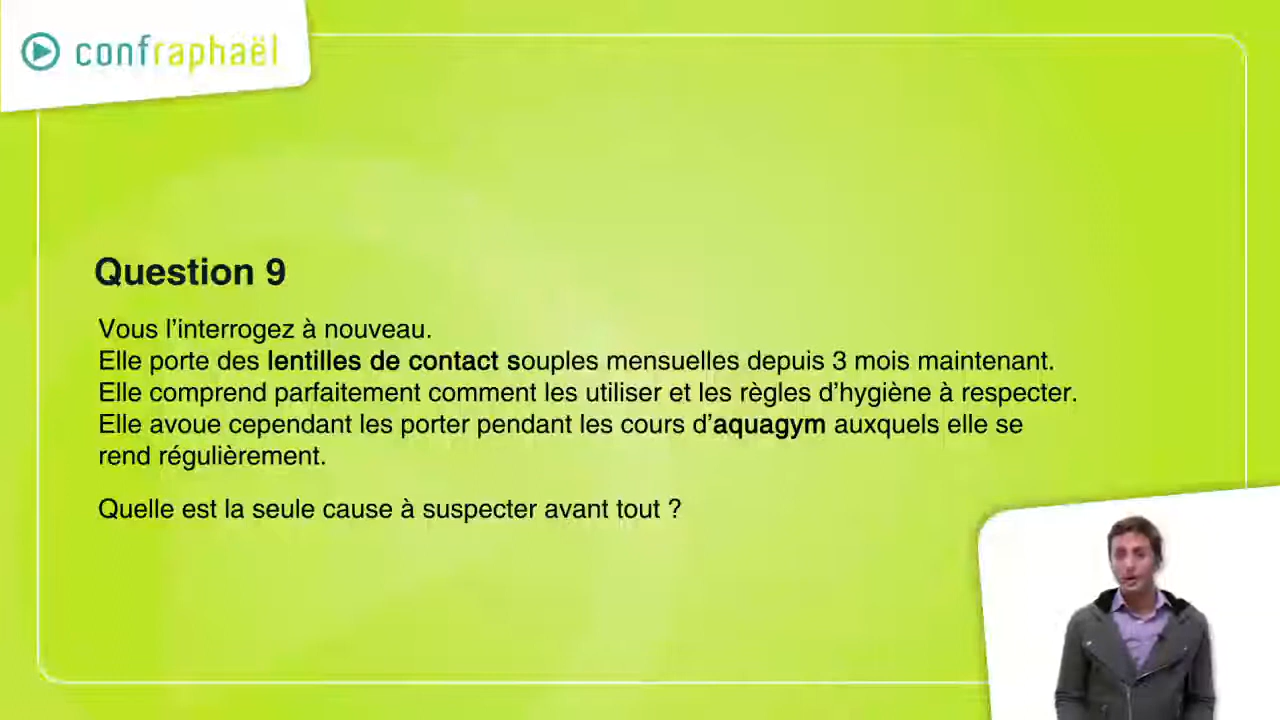 confraphaël
Question 9
Vous l'interrogez à nouveau.
Elle porte des lentilles de contact souples mensuelles depuis 3 mois maintenant.
Elle comprend parfaitement comment les utiliser et les règles d'hygiène à respecter.
Elle avoue cependant les porter pendant les cours d'aquagym auxquels elle se
rend régulièrement.
Quelle est la seule cause à suspecter avant tout ?